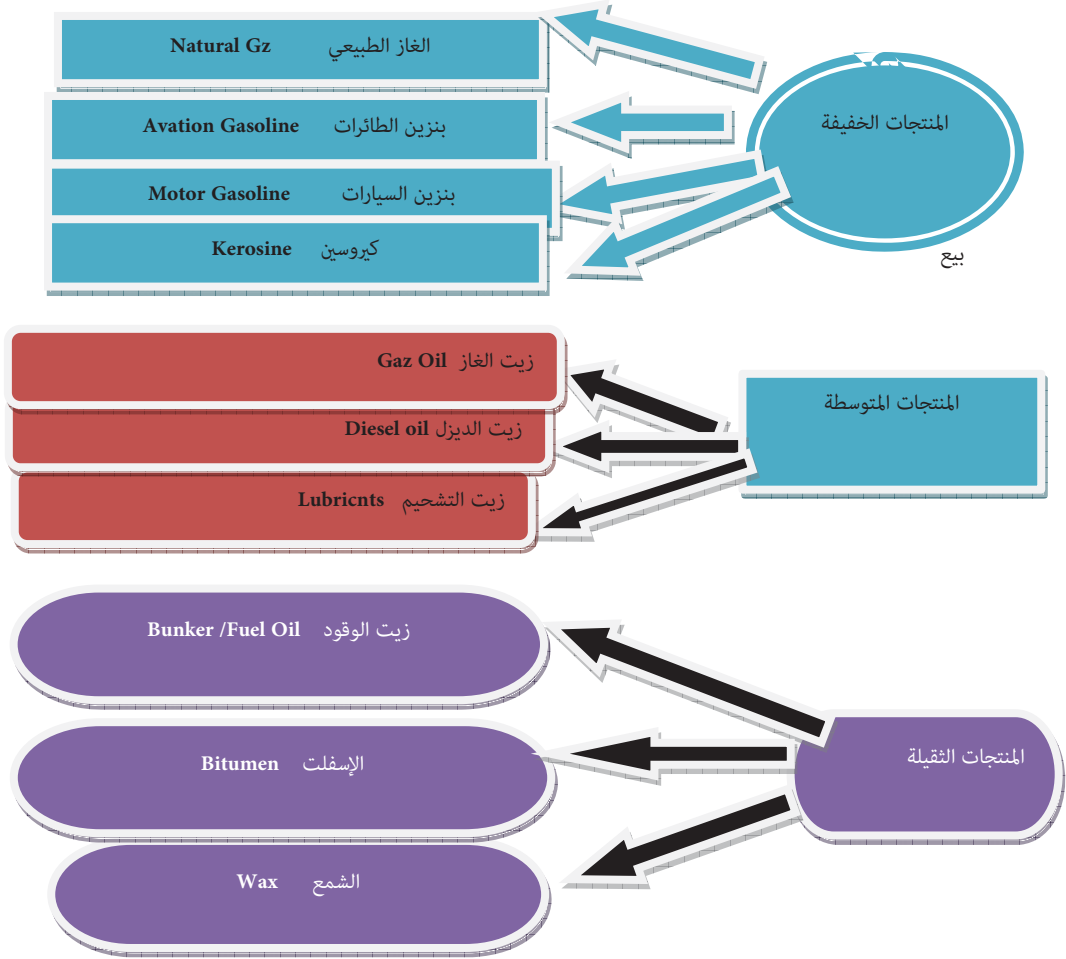 المنتجات الخفيفة
بيع
الغاز الطبيعي Natural Gz
بنزين الطائرات Avation Gasoline
بنزين السيارات Motor Gasoline
كيروسين Kerosine
المنتجات المتوسطة
زيت الغاز Gaz Oil
زيت الديزل Diesel oil
زيت التشحيم Lubricnts
المنتجات الثقيلة
زيت الوقود Bunker /Fuel Oil
الإسفلت Bitumen
الشمع Wax